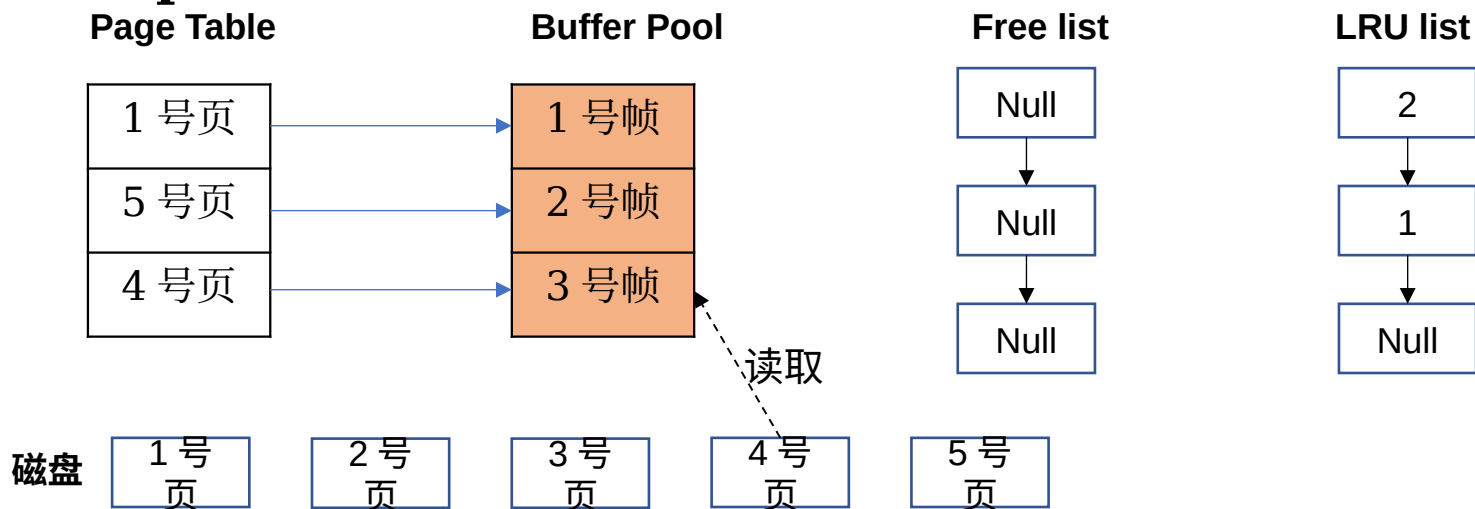 Page Table Buffer Pool Free list LRU list
1 号页 1 号帧 Null 2
5 号页 2 号帧 Null 1
4 号页 3 号帧 Null Null
读取
磁盘 1 号页 2 号页 3 号页 4 号页 5 号页